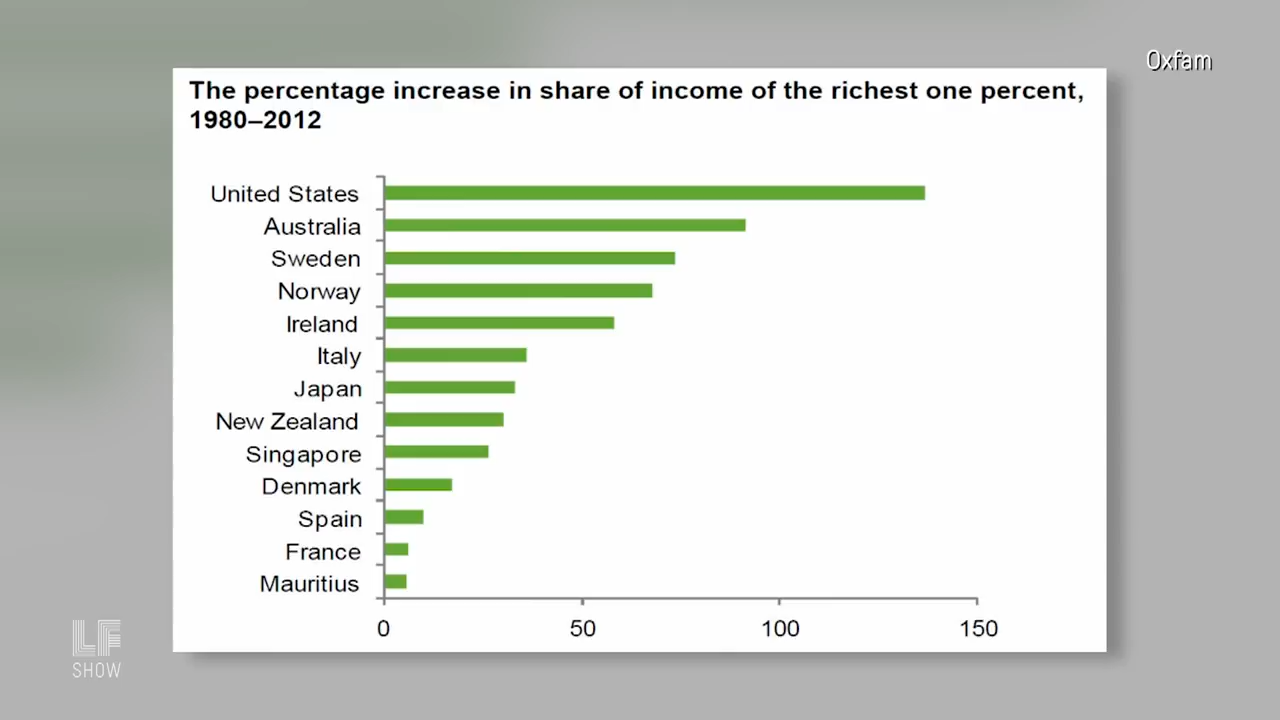 Oxfam
The percentage increase in share of income of the richest one percent,
1980–2012
United States
Australia
Sweden
Norway
Ireland
Italy
Japan
New Zealand
Singapore
Denmark
Spain
France
Mauritius
0 50 100 150
LF
SHOW